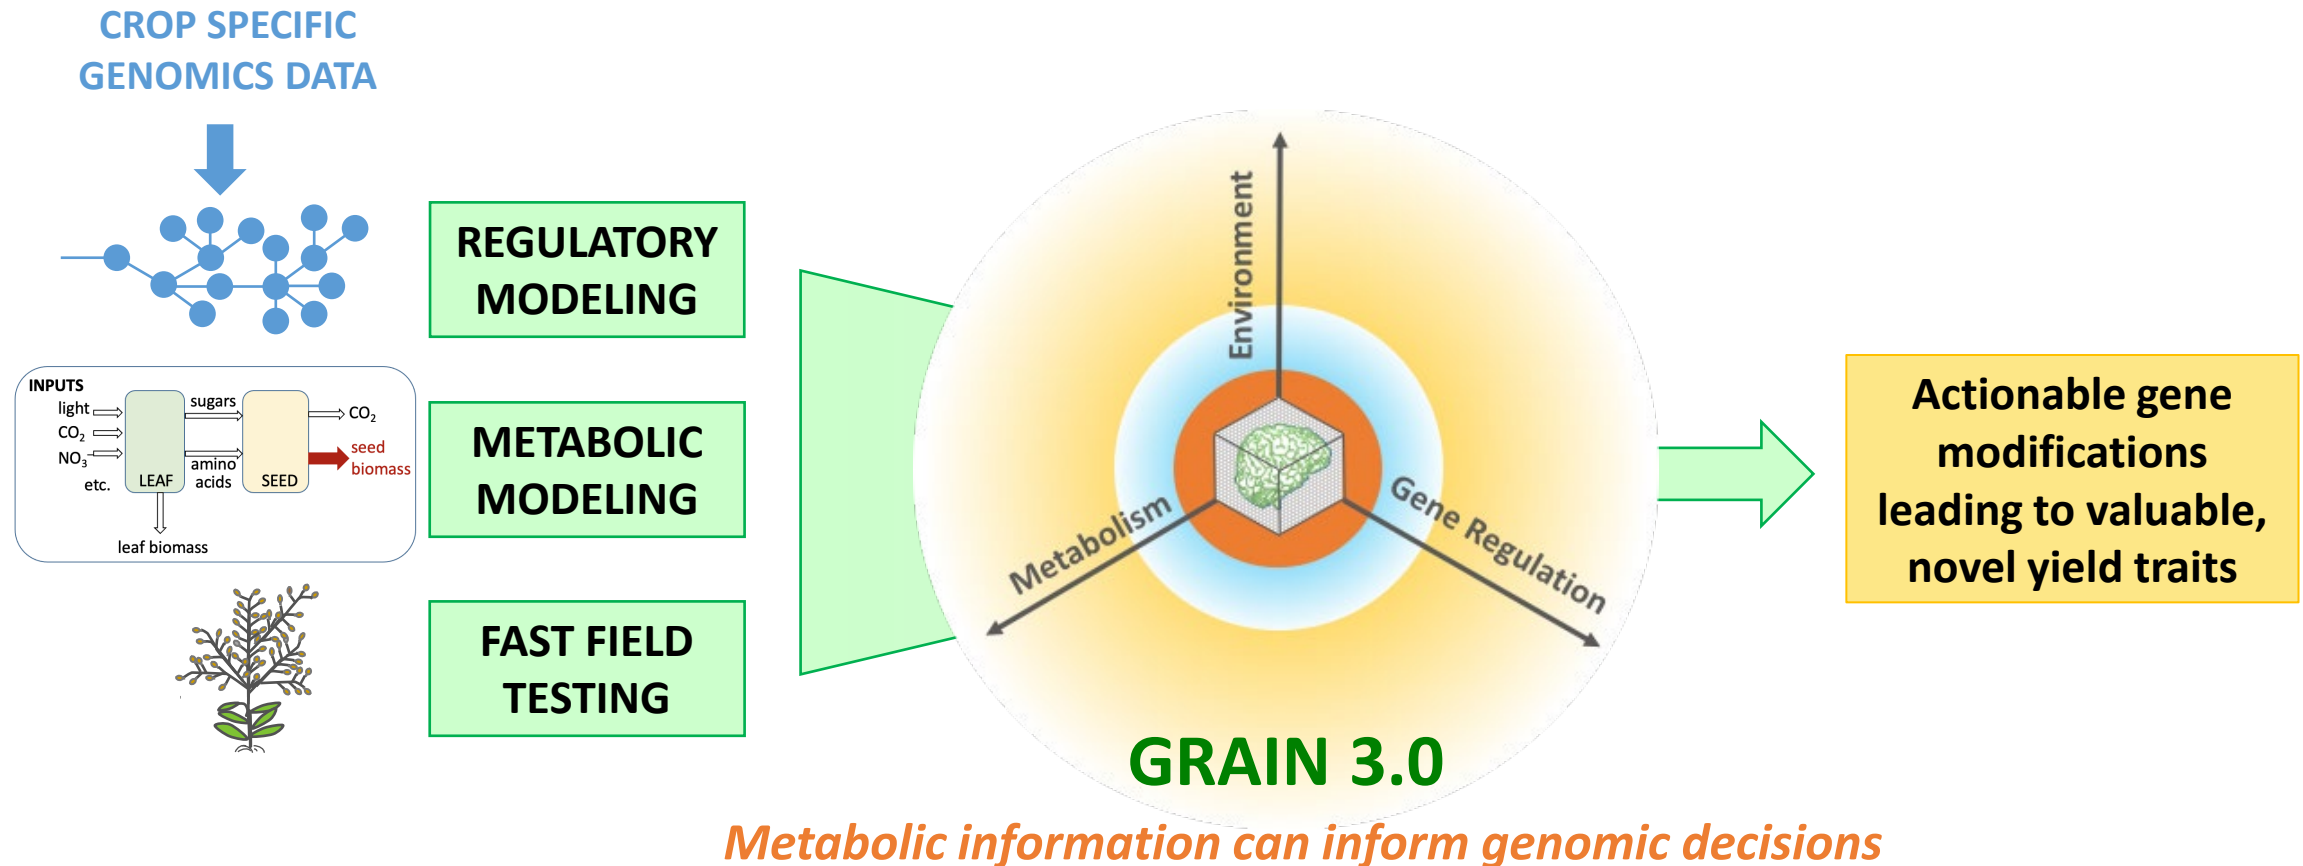 CROP SPECIFIC
GENOMICS DATA
REGULATORY
MODELING
INPUTS
light
CO₂
NO₃⁻
etc.
LEAF
sugars
amino
acids
SEED
CO₂
seed
biomass
leaf biomass
METABOLIC
MODELING
FAST FIELD
TESTING
Environment
Metabolism
Gene Regulation
GRAIN 3.0
Metabolic information can inform genomic decisions
Actionable gene
modifications
leading to valuable,
novel yield traits